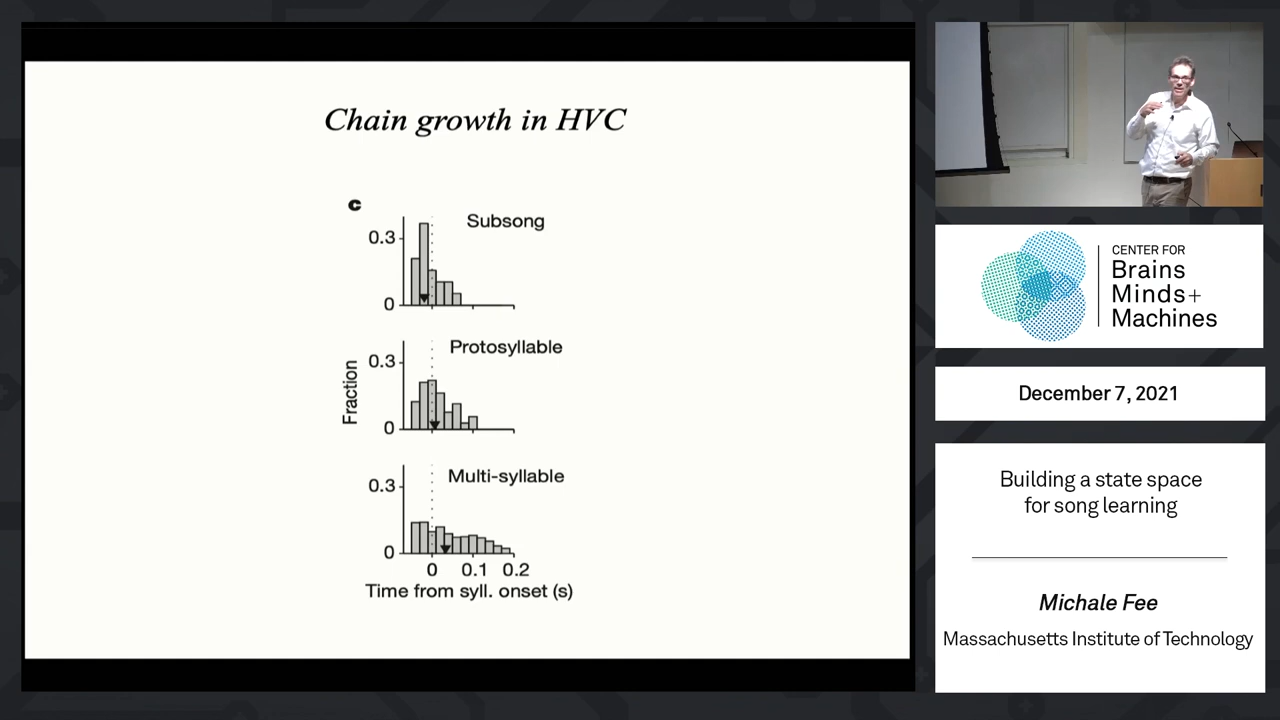 Chain growth in HVC
c
Subsong
0.3
0
Protosyllable
0.3
0
Fraction
Multi-syllable
0.3
0
0 0.1 0.2
Time from syll. onset (s)
CENTER FOR
Brains
Minds+
Machines
December 7, 2021
Building a state space
for song learning
Michale Fee
Massachusetts Institute of Technology